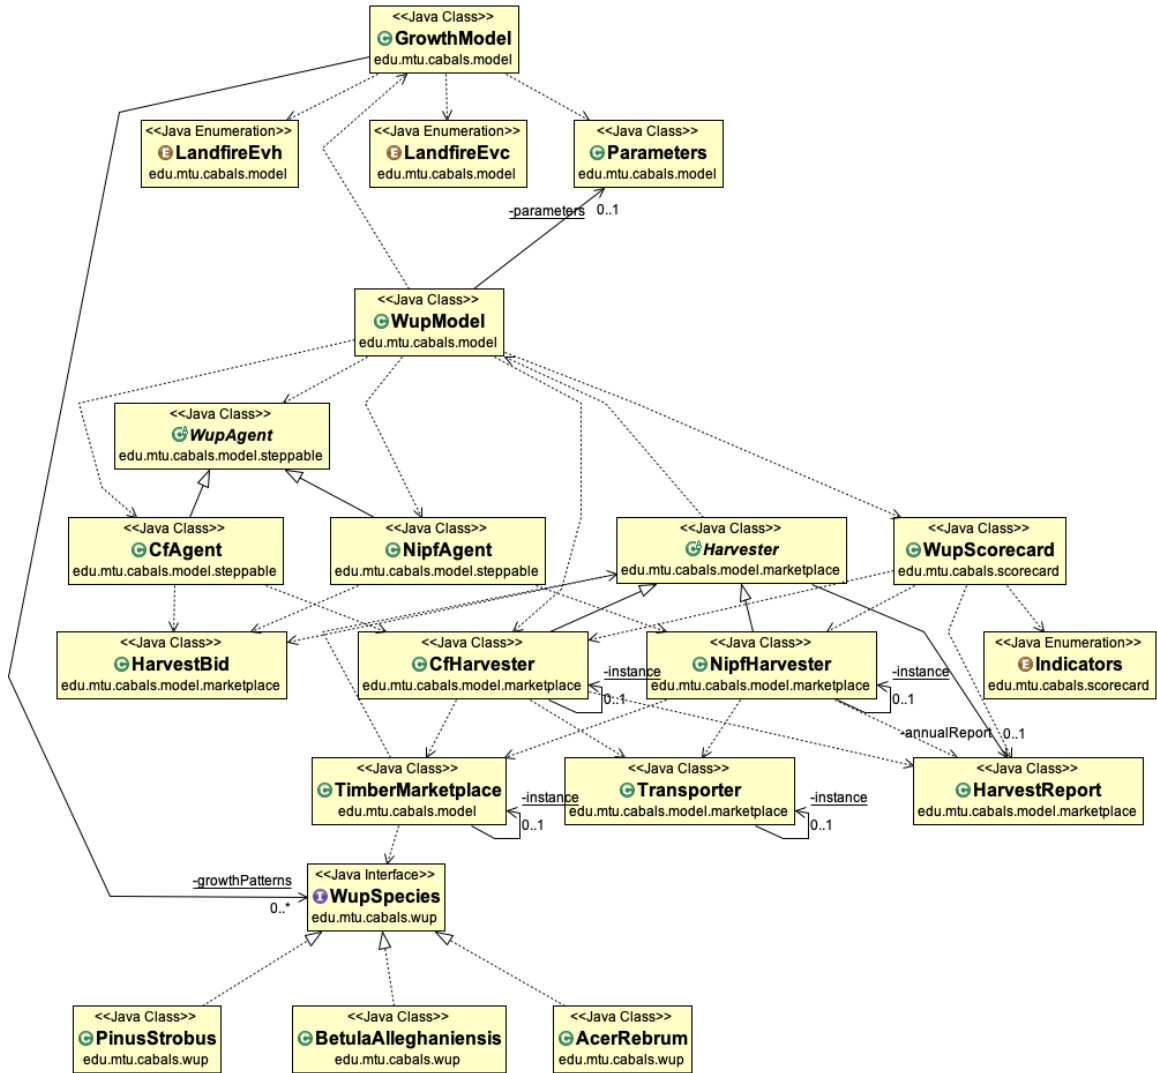 <<Java Class>>
GrowthModel
edu.mtu.cabals.model
<<Java Enumeration>>
LandfireEvh
edu.mtu.cabals.model
<<Java Enumeration>>
LandfireEvc
edu.mtu.cabals.model
<<Java Class>>
Parameters
edu.mtu.cabals.model
-parameters
0..1
<<Java Class>>
WupModel
edu.mtu.cabals.model
<<Java Class>>
WupAgent
edu.mtu.cabals.model.steppable
<<Java Class>>
CfAgent
edu.mtu.cabals.model.steppable
<<Java Class>>
NipfAgent
edu.mtu.cabals.model.steppable
<<Java Class>>
Harvester
edu.mtu.cabals.model.marketplace
<<Java Class>>
WupScorecard
edu.mtu.cabals.scorecard
<<Java Class>>
HarvestBid
edu.mtu.cabals.model.marketplace
<<Java Class>>
CfHarvester
edu.mtu.cabals.model.marketplace
-instance
0..1
<<Java Class>>
NipfHarvester
edu.mtu.cabals.model.marketplace
-instance
0..1
<<Java Enumeration>>
Indicators
edu.mtu.cabals.scorecard
-annualReport
0..1
<<Java Class>>
TimberMarketplace
edu.mtu.cabals.model
-instance
0..1
<<Java Class>>
Transporter
edu.mtu.cabals.model.marketplace
-instance
0..1
<<Java Class>>
HarvestReport
edu.mtu.cabals.model.marketplace
-growthPatterns
0..*
<<Java Interface>>
WupSpecies
edu.mtu.cabals.wup
<<Java Class>>
PinusStrobus
edu.mtu.cabals.wup
<<Java Class>>
BetulaAlleghaniensis
edu.mtu.cabals.wup
<<Java Class>>
AcerRebrum
edu.mtu.cabals.wup